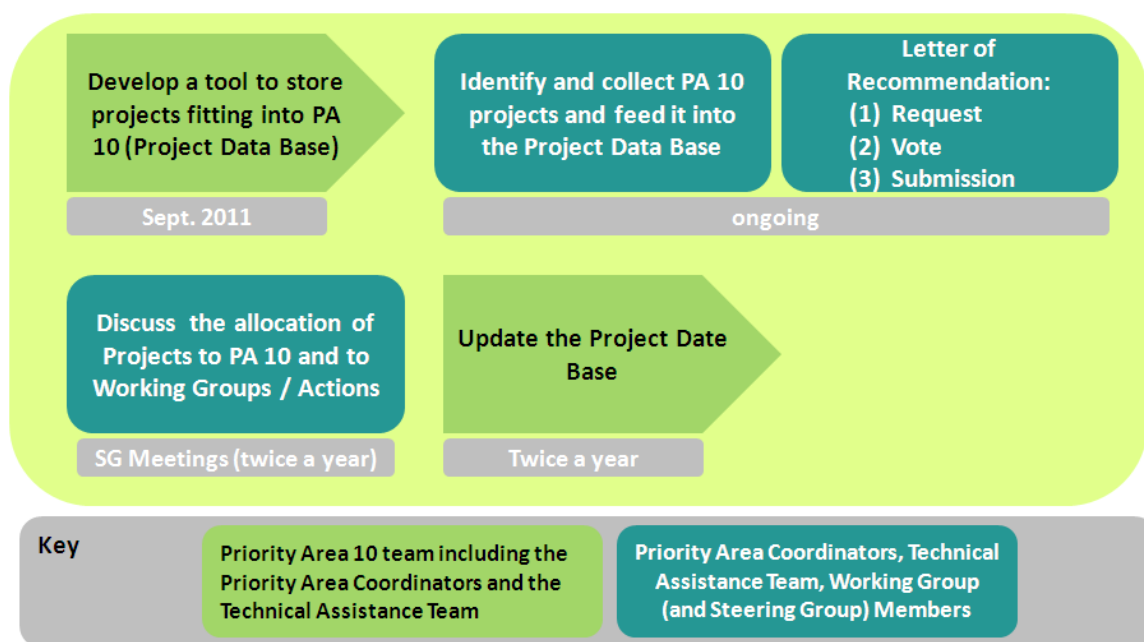 Develop a tool to store
projects fitting into PA
10 (Project Data Base)
Sept. 2011
Identify and collect PA 10
projects and feed it into
the Project Data Base
Letter of
Recommendation:
(1) Request
(2) Vote
(3) Submission
ongoing
Discuss the allocation of
Projects to PA 10 and to
Working Groups / Actions
SG Meetings (twice a year)
Update the Project Date
Base
Twice a year
Key
Priority Area 10 team including the
Priority Area Coordinators and the
Technical Assistance Team
Priority Area Coordinators, Technical
Assistance Team, Working Group
(and Steering Group) Members